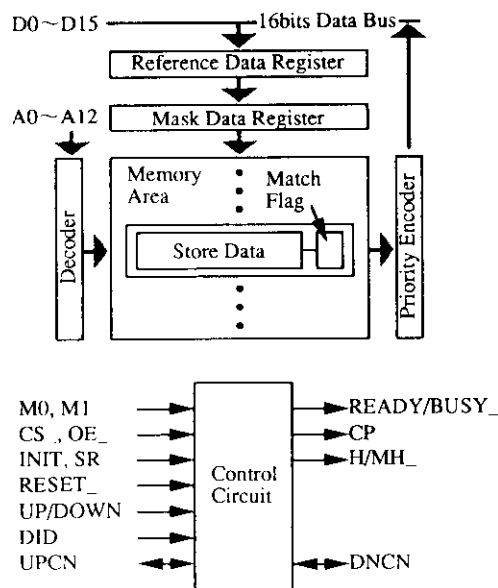 D0～D15 16bits Data Bus
Reference Data Register
A0～A12 Mask Data Register
Memory Area
Match Flag
Decoder
Store Data
Priority Encoder
M0, M1
CS_, OE_
INIT, SR
RESET_
UP/DOWN
DID
UPCN
Control Circuit
READY/BUSY_
CP
H/MH_
DNCN